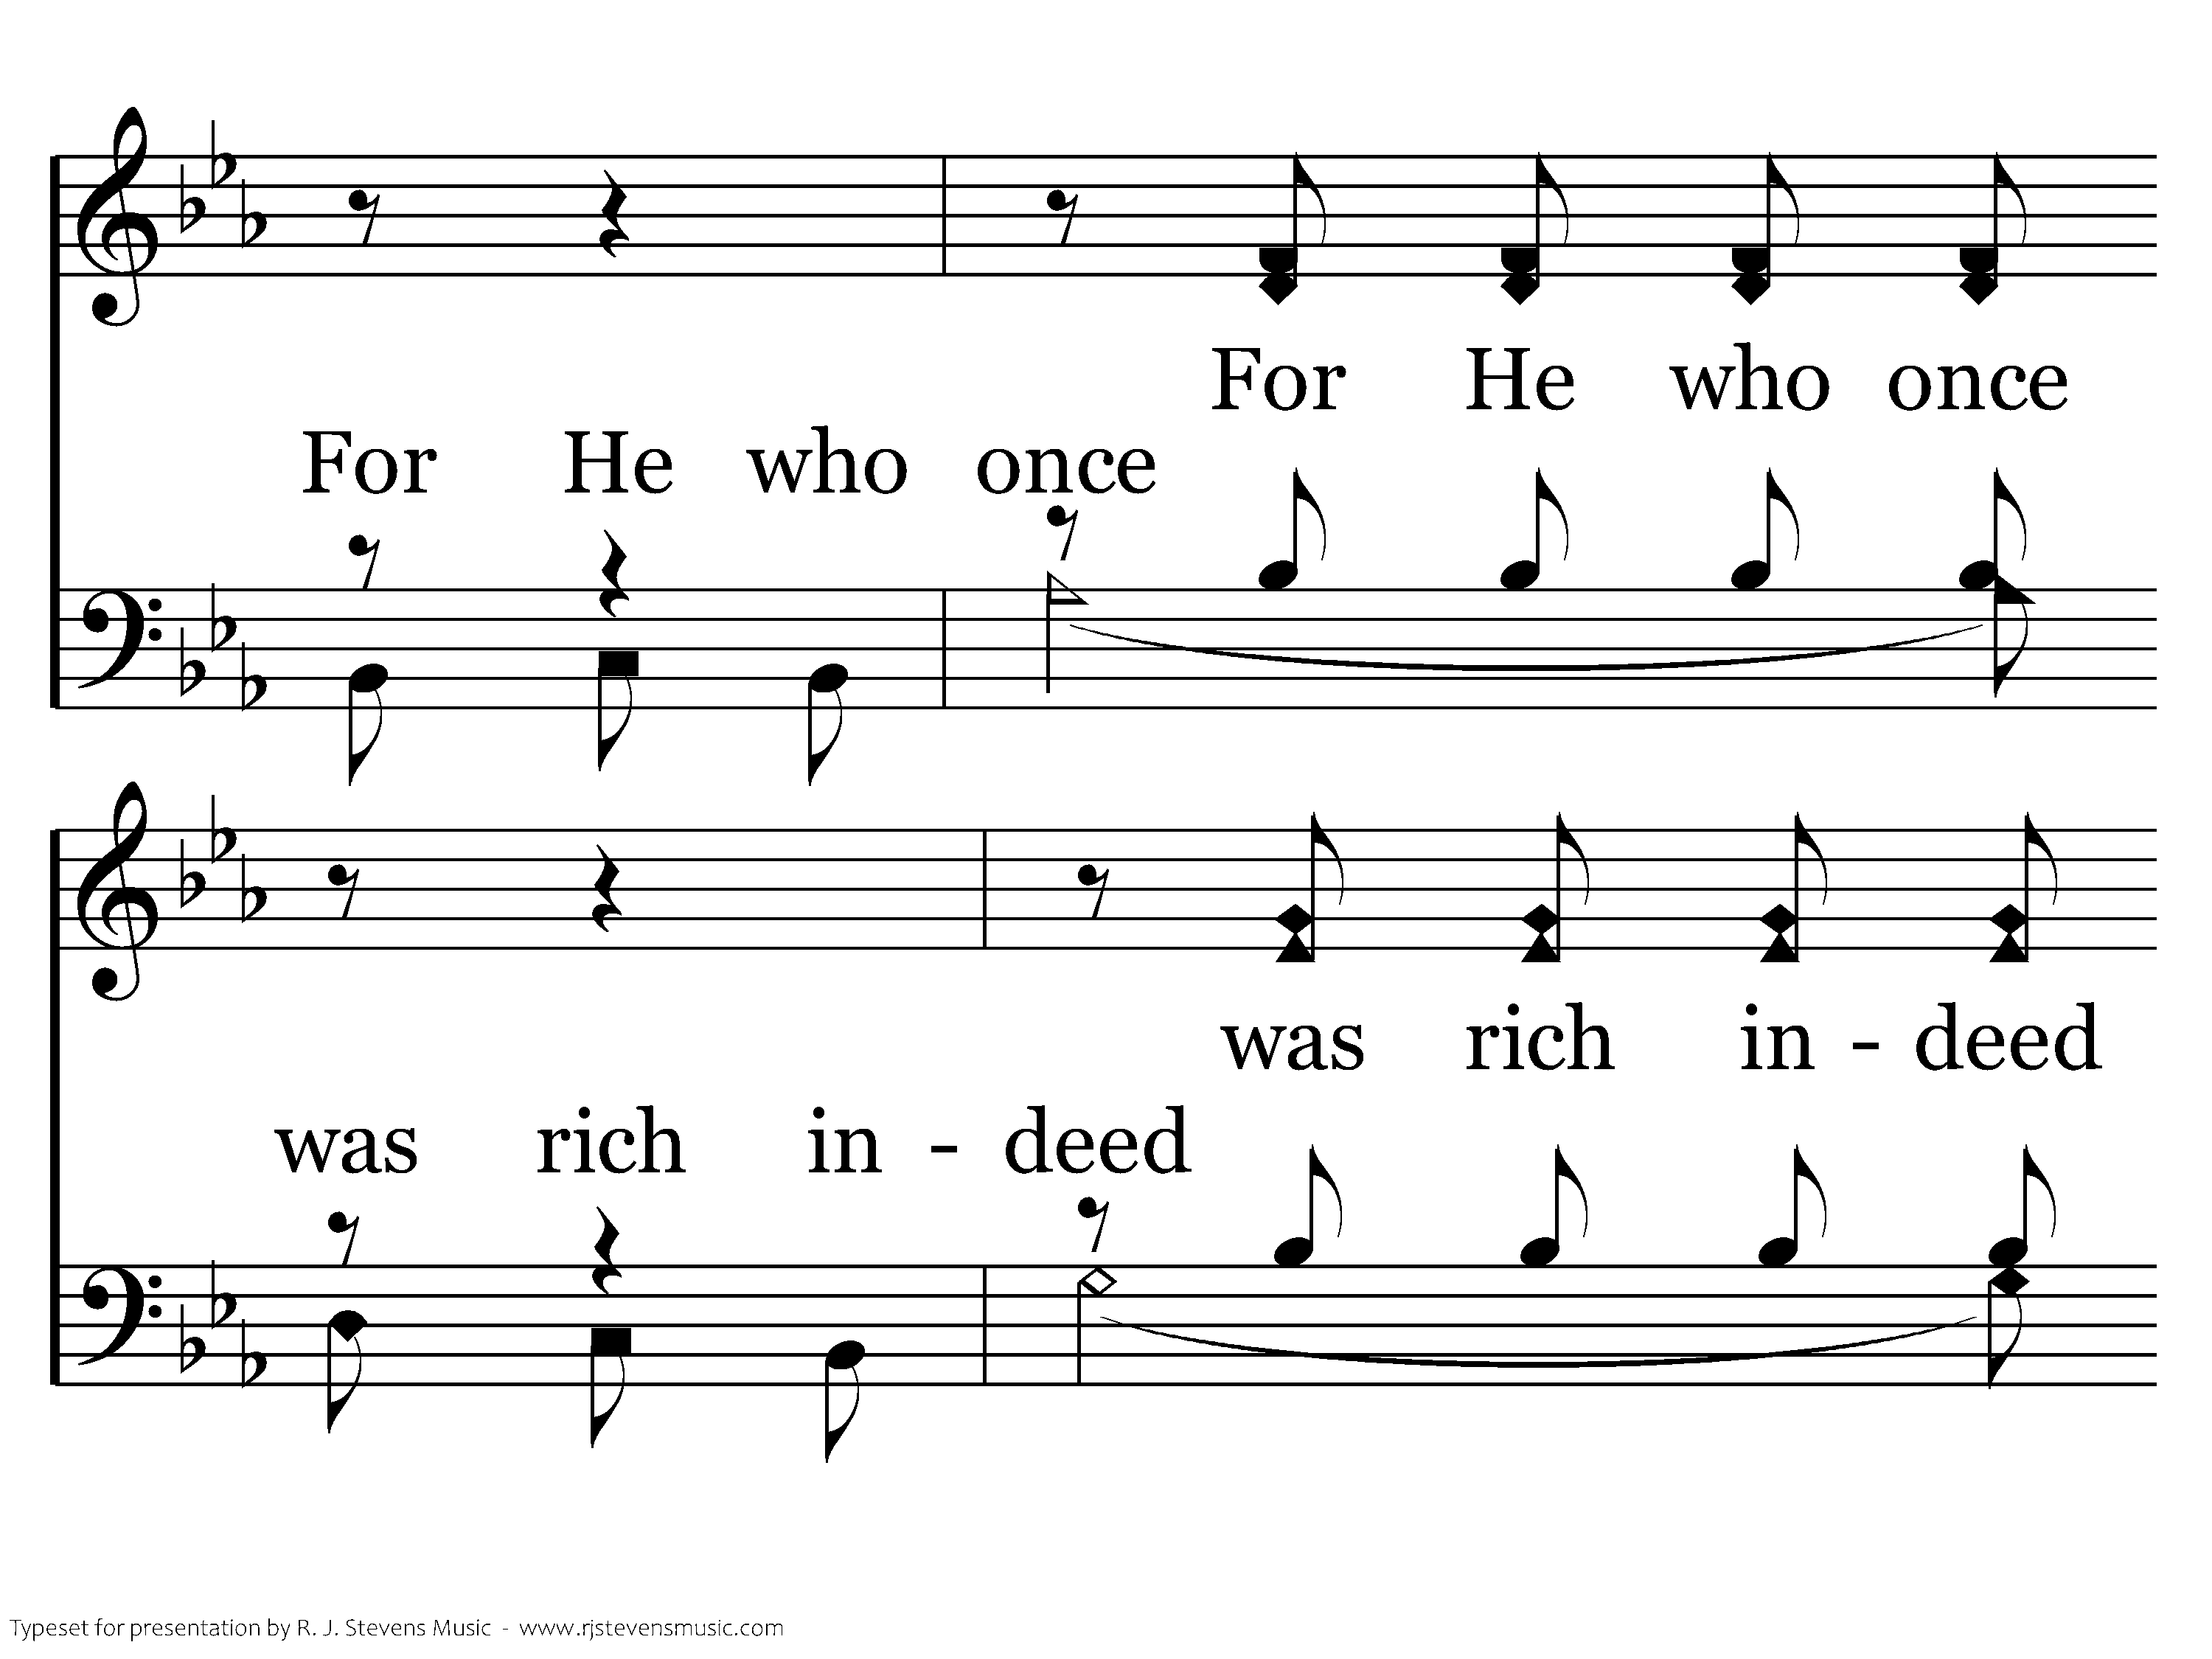 For He who once
For He who once
was rich in - deed
was rich in - deed
Typeset for presentation by R. J. Stevens Music - www.rjstevensmusic.com